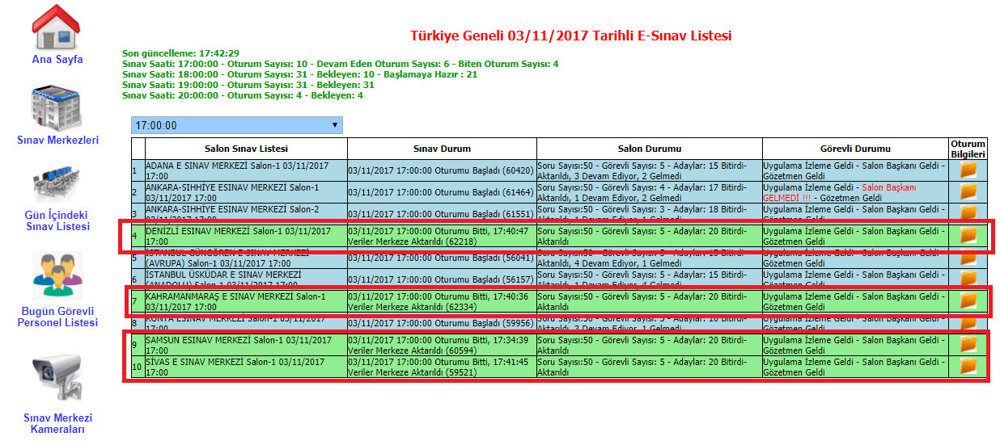 Ana Sayfa
Sınav Merkezleri
Gün İçindeki
Sınav Listesi
Bugün Görevli
Personel Listesi
Sınav Merkezi
Kameraları
Türkiye Geneli 03/11/2017 Tarihli E-Sınav Listesi
Son güncelleme: 17:42:29
Sınav Saati: 17:00:00 - Oturum Sayısı: 10 - Devam Eden Oturum Sayısı: 6 - Biten Oturum Sayısı: 4
Sınav Saati: 18:00:00 - Oturum Sayısı: 31 - Bekleyen: 10 - Başlamaya Hazır : 21
Sınav Saati: 19:00:00 - Oturum Sayısı: 31 - Bekleyen: 31
Sınav Saati: 20:00:00 - Oturum Sayısı: 4 - Bekleyen: 4
17:00:00
Salon Sınav Listesi Sınav Durum Salon Durumu Görevli Durumu Oturum
Bilgileri
1 ADANA E SINAV MERKEZİ Salon-1 03/11/2017
17:00
03/11/2017 17:00:00 Oturumu Başladı (60420)
Soru Sayısı:50 - Görevli Sayısı: 5 - Adaylar: 15 Bitirdi-
Aktarıldı, 3 Devam Ediyor, 2 Gelmedi
Uygulama İzleme Geldi - Salon Başkanı Geldi -
Gözetmen Geldi
2 ANKARA-SIHHİYE ESINAV MERKEZİ Salon-1
03/11/2017 17:00
03/11/2017 17:00:00 Oturumu Başladı (61464)
Soru Sayısı:50 - Görevli Sayısı: 4 - Adaylar: 17 Bitirdi-
Aktarıldı, 1 Devam Ediyor, 2 Gelmedi
Uygulama İzleme Geldi - Salon Başkanı
GELMEDİ !!! - Gözetmen Geldi
3 ANKARA-SIHHİYE ESINAV MERKEZİ Salon-2
03/11/2017 17:00
03/11/2017 17:00:00 Oturumu Başladı (61551)
Soru Sayısı:50 - Görevli Sayısı: 3 - Adaylar: 18 Bitirdi-
Aktarıldı, 1 Devam Ediyor, 1 Gelmedi
Uygulama İzleme Geldi - Salon Başkanı Geldi -
Gözetmen Geldi
4 DENİZLİ ESINAV MERKEZİ Salon-1 03/11/2017
17:00
03/11/2017 17:00:00 Oturumu Bitti, 17:40:47
Veriler Merkeze Aktarıldı (62218)
Soru Sayısı:50 - Görevli Sayısı: 5 - Adaylar: 20 Bitirdi-
Aktarıldı
Uygulama İzleme Geldi - Salon Başkanı Geldi -
Gözetmen Geldi
5 İSTANBUL GÜNGÖREN E SINAV MERKEZİ
(AVRUPA) Salon-1 03/11/2017 17:00
03/11/2017 17:00:00 Oturumu Başladı (56041)
Soru Sayısı:50 - Görevli Sayısı: 5 - Adaylar: 15 Bitirdi-
Aktarıldı, 4 Devam Ediyor, 1 Gelmedi
Uygulama İzleme Geldi - Salon Başkanı Geldi -
Gözetmen Geldi
6 İSTANBUL ÜSKÜDAR E SINAV MERKEZİ
(ANADOLU) Salon-1 03/11/2017 17:00
03/11/2017 17:00:00 Oturumu Başladı (56157)
Soru Sayısı:50 - Görevli Sayısı: 5 - Adaylar: 15 Bitirdi-
Aktarıldı, 1 Devam Ediyor, 4 Gelmedi
Uygulama İzleme Geldi - Salon Başkanı Geldi -
Gözetmen Geldi
7 KAHRAMANMARAŞ E SINAV MERKEZİ Salon-1
03/11/2017 17:00
03/11/2017 17:00:00 Oturumu Bitti, 17:40:36
Veriler Merkeze Aktarıldı (62334)
Soru Sayısı:50 - Görevli Sayısı: 5 - Adaylar: 20 Bitirdi-
Aktarıldı
Uygulama İzleme Geldi - Salon Başkanı Geldi -
Gözetmen Geldi
8 KONYA ESINAV MERKEZİ Salon-1 03/11/2017
17:00
03/11/2017 17:00:00 Oturumu Başladı (59956)
Soru Sayısı:50 - Görevli Sayısı: 5 - Adaylar: 16 Bitirdi-
Aktarıldı, 3 Devam Ediyor, 1 Gelmedi
Uygulama İzleme Geldi - Salon Başkanı Geldi -
Gözetmen Geldi
9 SAMSUN ESINAV MERKEZİ Salon-1 03/11/2017
17:00
03/11/2017 17:00:00 Oturumu Bitti, 17:34:39
Veriler Merkeze Aktarıldı (60594)
Soru Sayısı:50 - Görevli Sayısı: 5 - Adaylar: 20 Bitirdi-
Aktarıldı
Uygulama İzleme Geldi - Salon Başkanı Geldi -
Gözetmen Geldi
10 SİVAS E SINAV MERKEZİ Salon-1 03/11/2017
17:00
03/11/2017 17:00:00 Oturumu Bitti, 17:41:45
Veriler Merkeze Aktarıldı (59521)
Soru Sayısı:50 - Görevli Sayısı: 5 - Adaylar: 20 Bitirdi-
Aktarıldı
Uygulama İzleme Geldi - Salon Başkanı Geldi -
Gözetmen Geldi